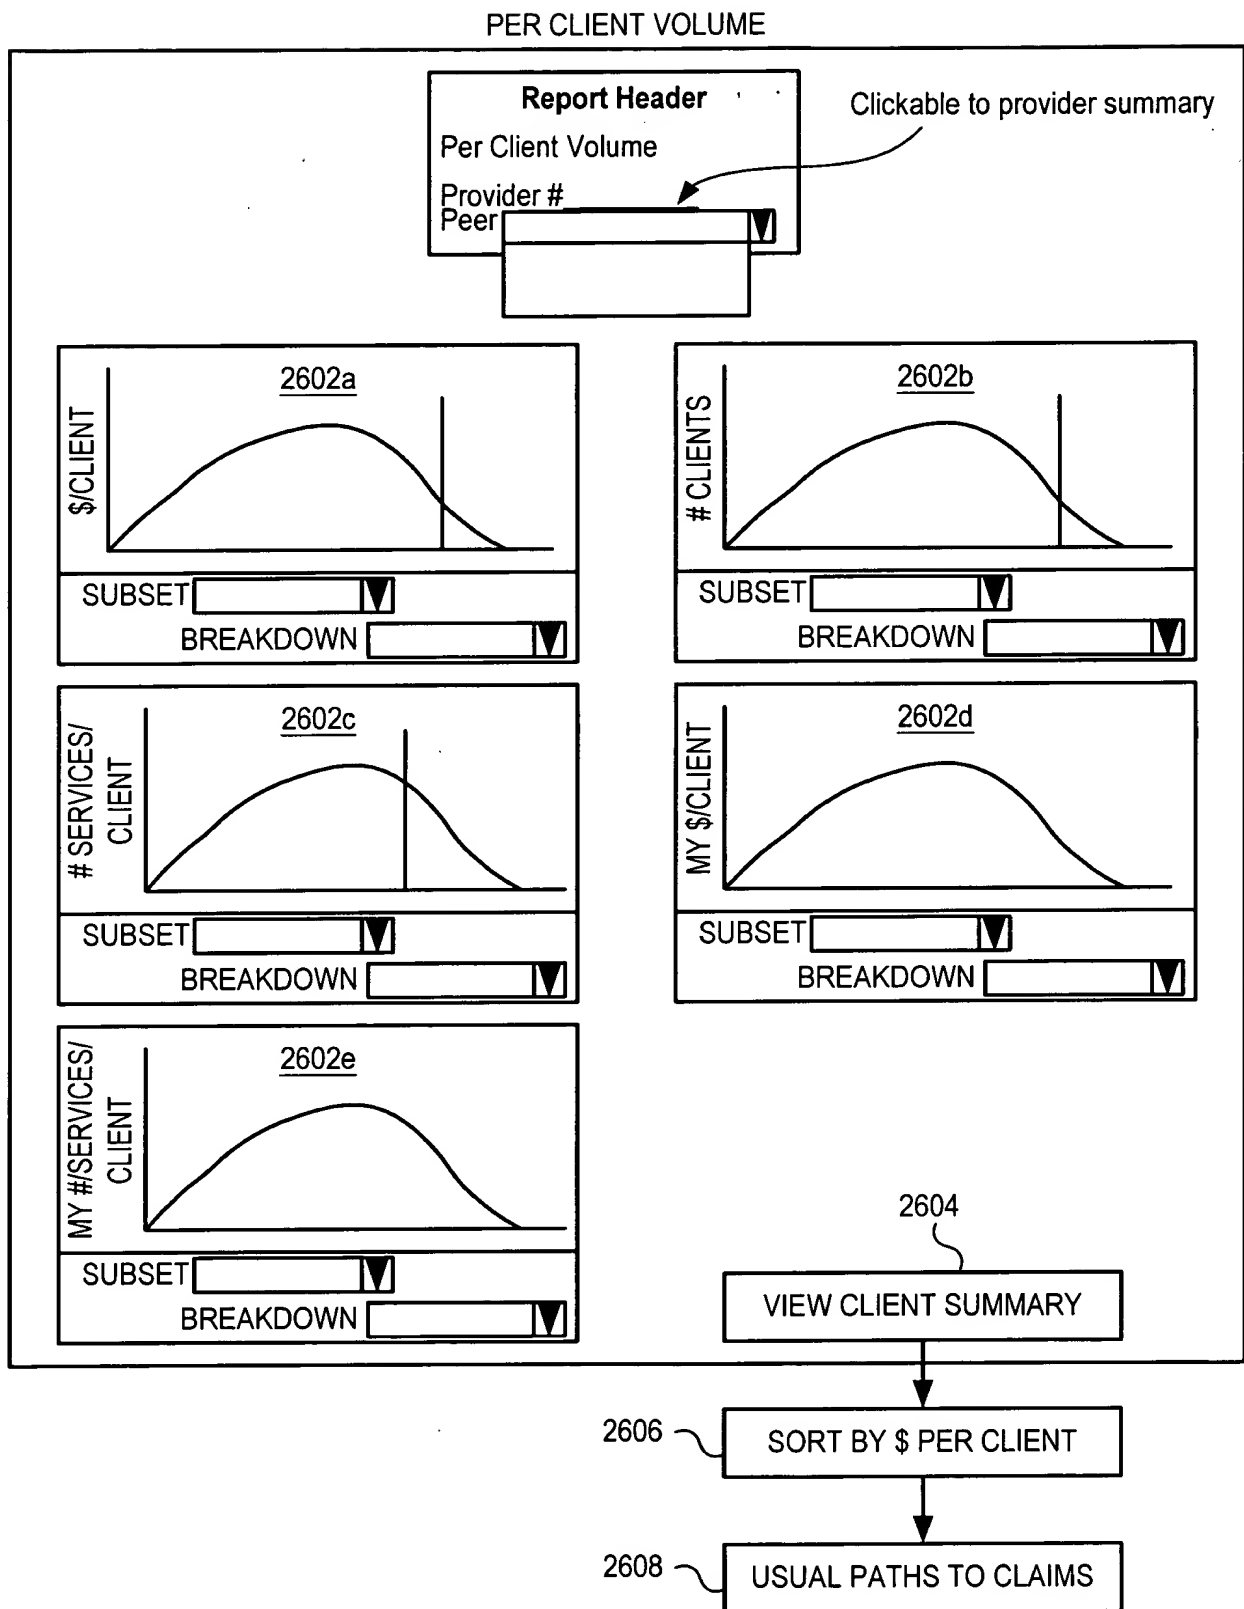 PER CLIENT VOLUME
Report Header
Clickable to provider summary
Per Client Volume
Provider #
Peer
2602a
$/CLIENT
SUBSET
BREAKDOWN
2602b
# CLIENTS
SUBSET
BREAKDOWN
2602c
# SERVICES/
CLIENT
SUBSET
BREAKDOWN
2602d
MY $/CLIENT
SUBSET
BREAKDOWN
2602e
MY #/SERVICES/
CLIENT
SUBSET
BREAKDOWN
2604
VIEW CLIENT SUMMARY
2606
SORT BY $ PER CLIENT
2608
USUAL PATHS TO CLAIMS